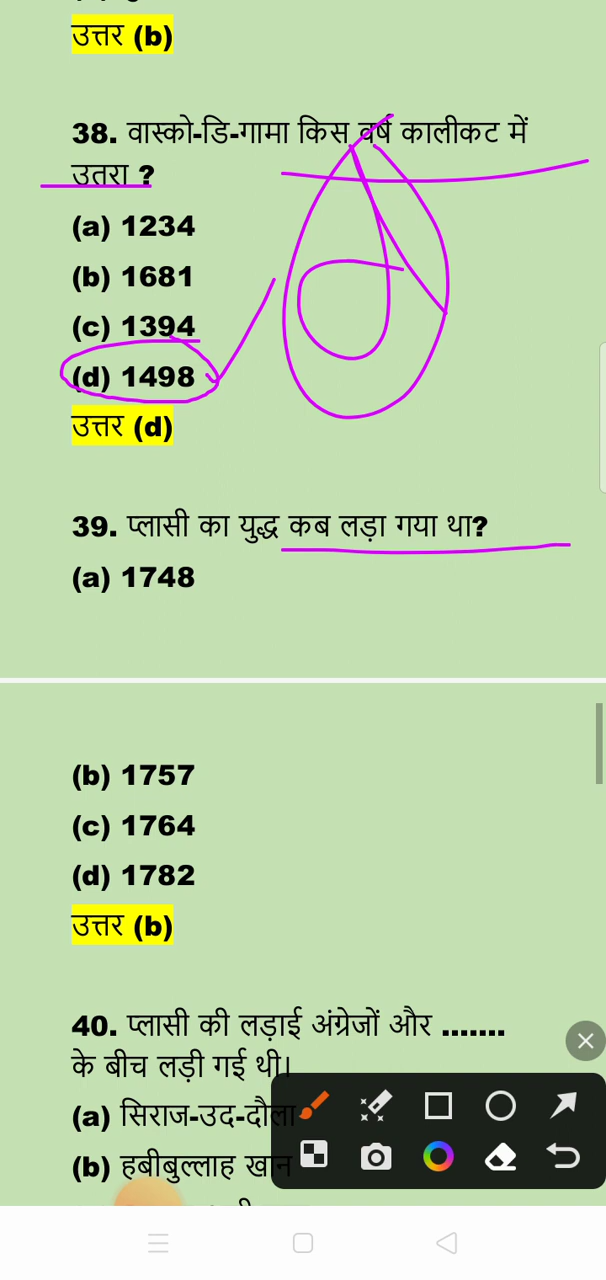 उत्तर (b)
38. वास्को-डि-गामा किस वर्ष कालीकट में
उतरा ?
(a) 1234
(b) 1681
(c) 1394
(d) 1498
उत्तर (d)
39. प्लासी का युद्ध कब लड़ा गया था?
(a) 1748
(b) 1757
(c) 1764
(d) 1782
उत्तर (b)
40. प्लासी की लड़ाई अंग्रेजों और .......
के बीच लड़ी गई थी।
(a) सिराज-उद-दौला
(b) हबीबुल्लाह खान